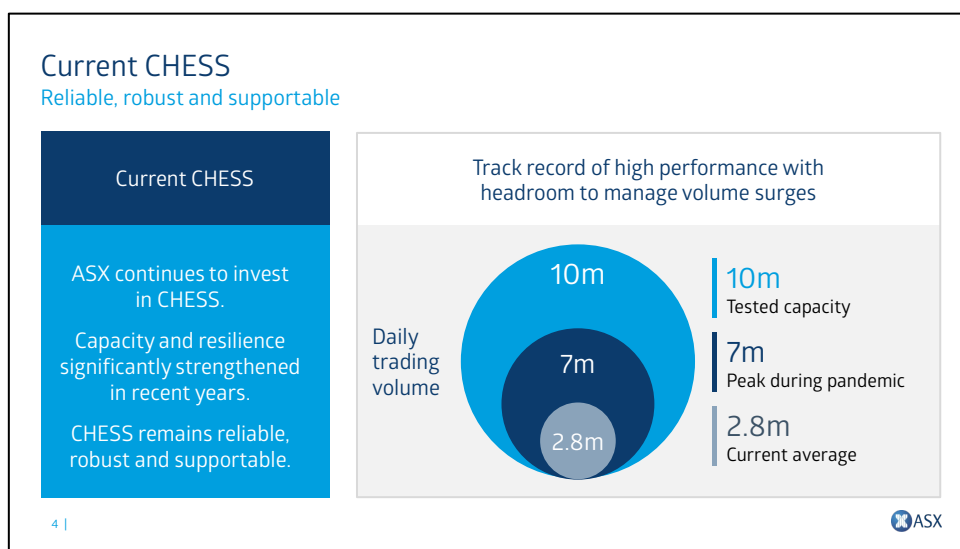 Current CHESS
Reliable, robust and supportable
Current CHESS
ASX continues to invest
in CHESS.
Capacity and resilience
significantly strengthened
in recent years.
CHESS remains reliable,
robust and supportable.
Track record of high performance with
headroom to manage volume surges
Daily
trading
volume
10m
7m
2.8m
10m
Tested capacity
7m
Peak during pandemic
2.8m
Current average
4 |
ASX